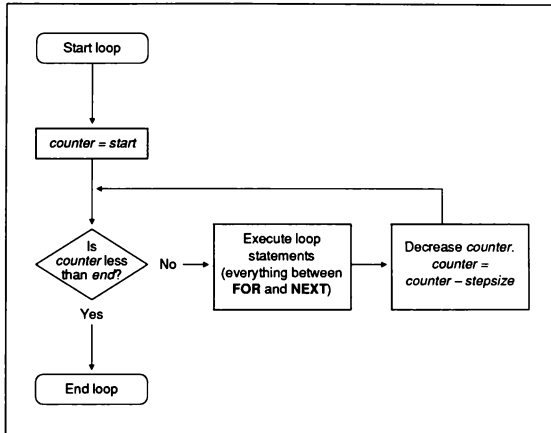 Start loop
counter = start
Is
counter less
than end?
No
Yes
Execute loop
statements
(everything between
FOR and NEXT)
Decrease counter.
counter =
counter – stepsize
End loop